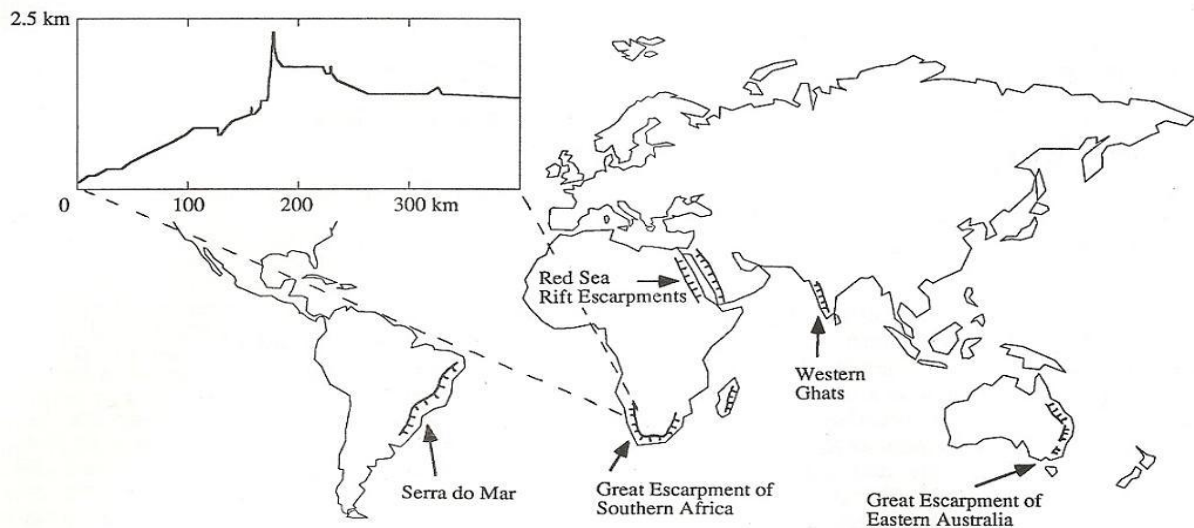 2.5 km
0
100
200
300 km
Red Sea
Rift Escarpments
Western
Ghats
Serra do Mar
Great Escarpment of
Southern Africa
Great Escarpment of
Eastern Australia